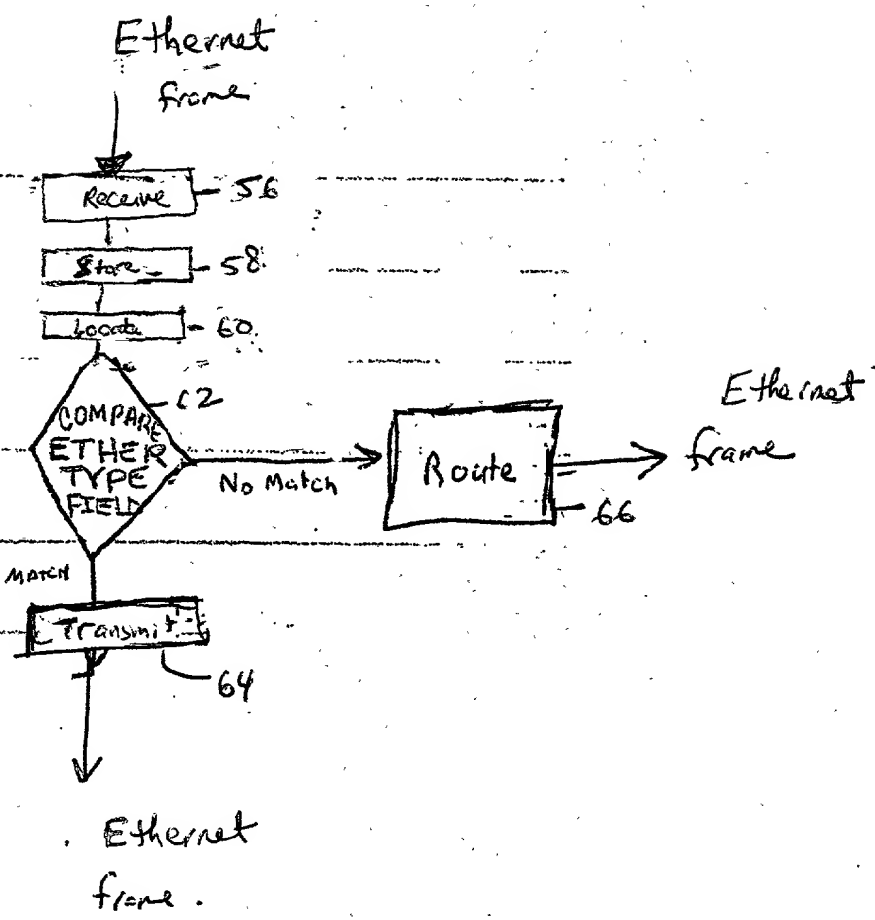 Ethernet
frame
Receive 56
Store 58
Locate 60
62
COMPARE
ETHER
TYPE
FIELD
No Match
Route
66
Ethernet
frame
MATCH
Transmit
64
Ethernet
frame